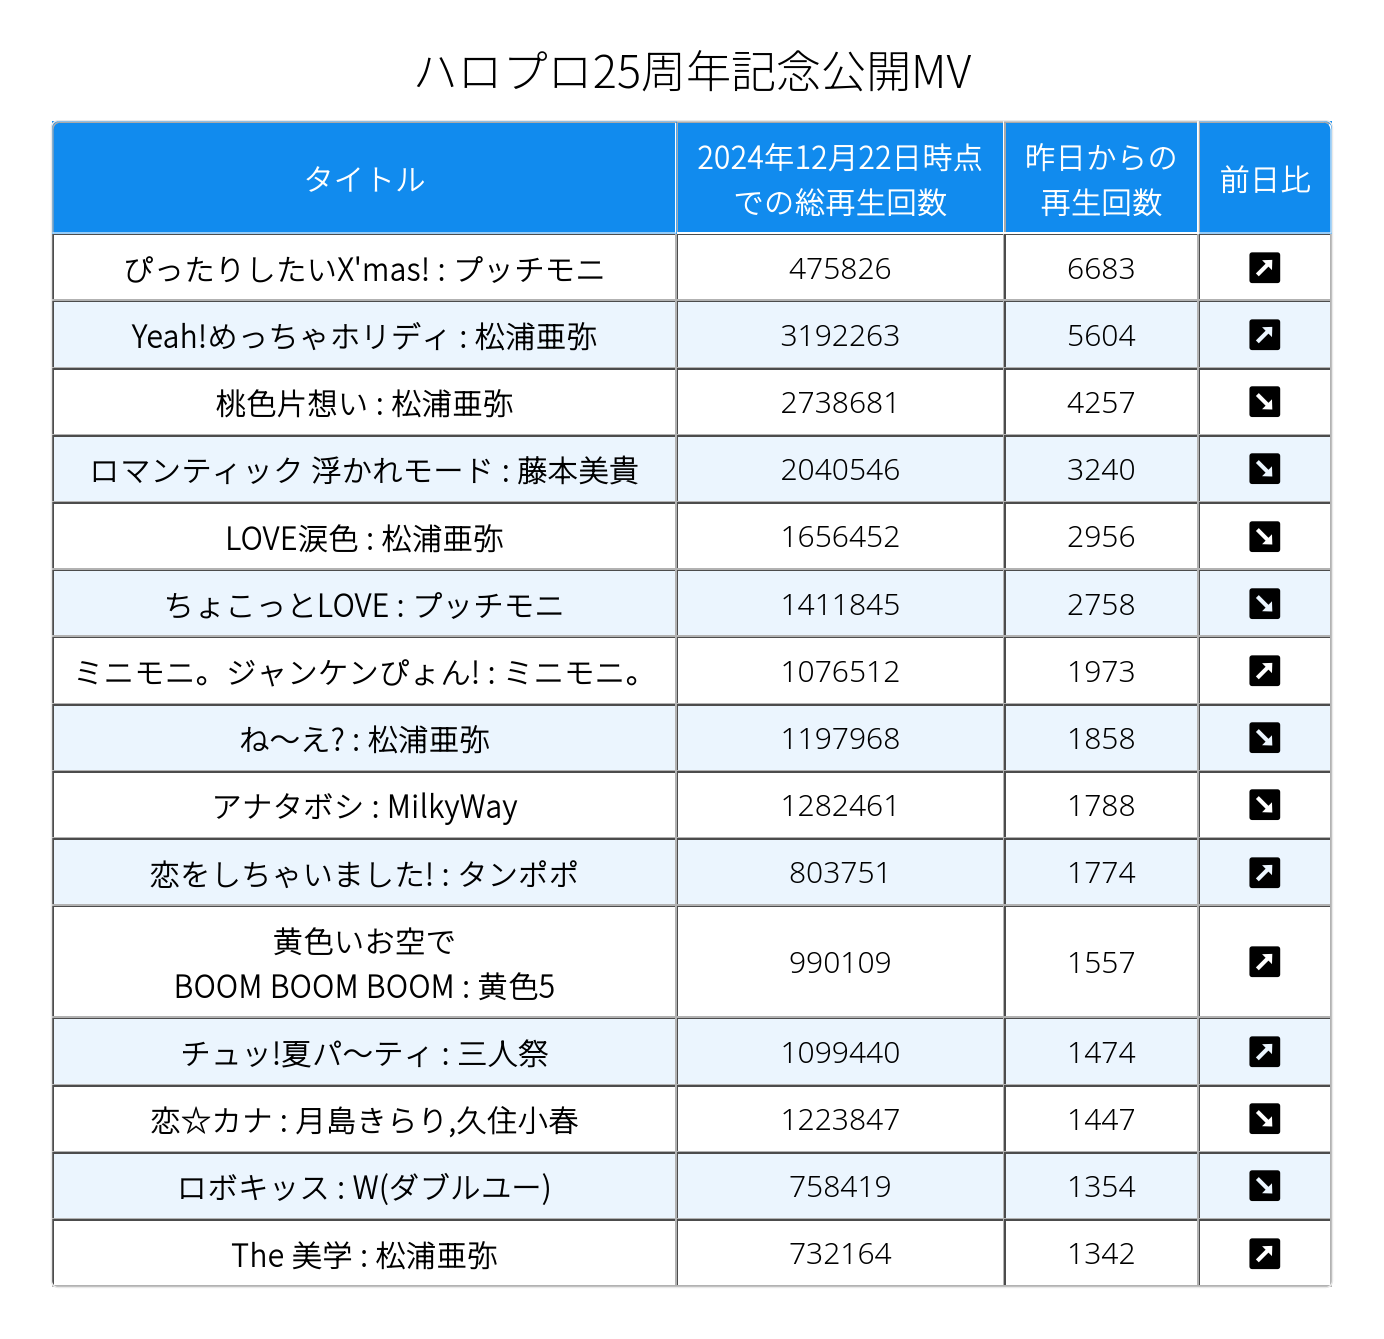 ハロプロ25周年記念公開MV
タイトル
2024年12月22日時点
での総再生回数
昨日からの
再生回数
前日比
ぴったりしたいX'mas! : プッチモニ 475826 6683 ↗
Yeah!めっちゃホリディ : 松浦亜弥 3192263 5604 ↗
桃色片想い : 松浦亜弥 2738681 4257 ↘
ロマンティック 浮かれモード : 藤本美貴 2040546 3240 ↘
LOVE涙色 : 松浦亜弥 1656452 2956 ↘
ちょこっとLOVE : プッチモニ 1411845 2758 ↘
ミニモニ。ジャンケンぴょん! : ミニモニ。 1076512 1973 ↗
ね〜え? : 松浦亜弥 1197968 1858 ↘
アナタボシ : MilkyWay 1282461 1788 ↘
恋をしちゃいました! : タンポポ 803751 1774 ↗
黄色いお空で
BOOM BOOM BOOM : 黄色5 990109 1557 ↗
チュッ!夏パ〜ティ : 三人祭 1099440 1474 ↗
恋☆カナ : 月島きらり,久住小春 1223847 1447 ↘
ロボキッス : W(ダブルユー) 758419 1354 ↘
The 美学 : 松浦亜弥 732164 1342 ↗